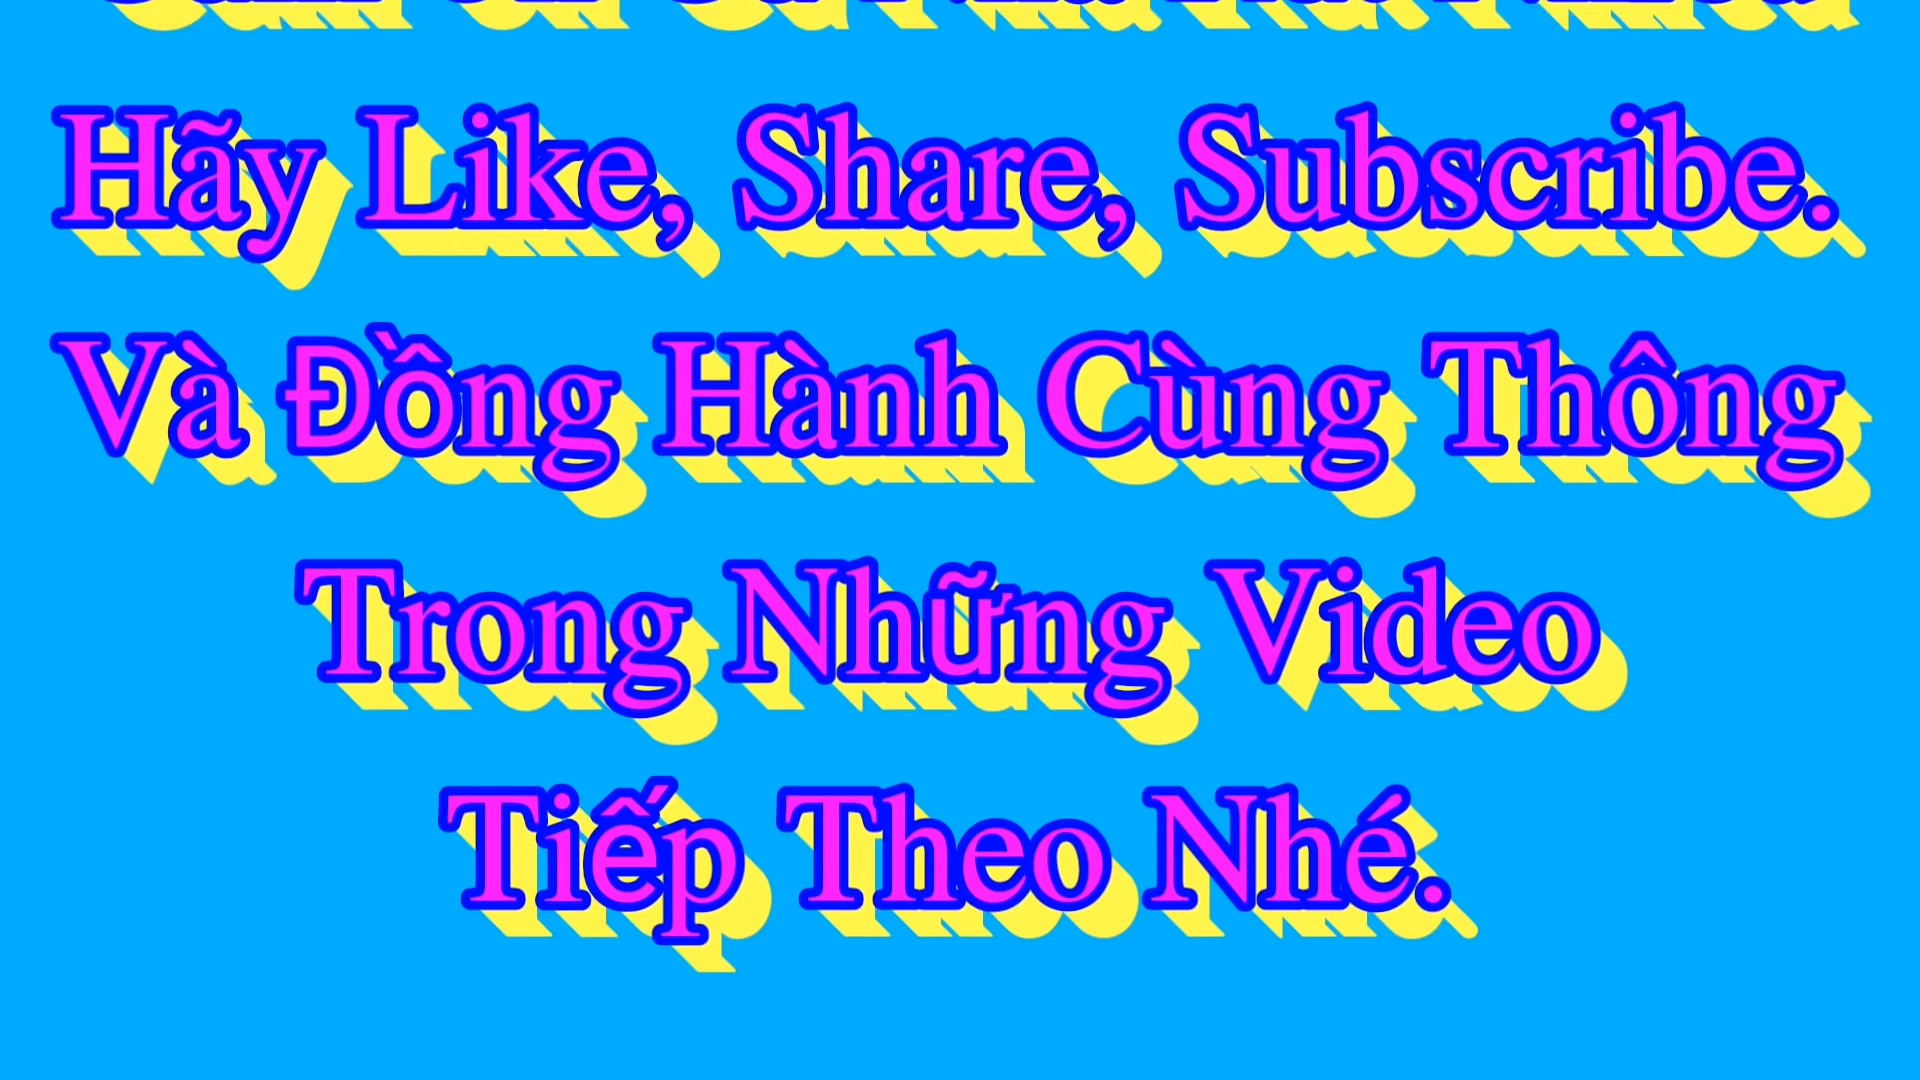 Hãy Like, Share, Subscribe.
Và Đồng Hành Cùng Thông
Trong Những Video
Tiếp Theo Nhé.